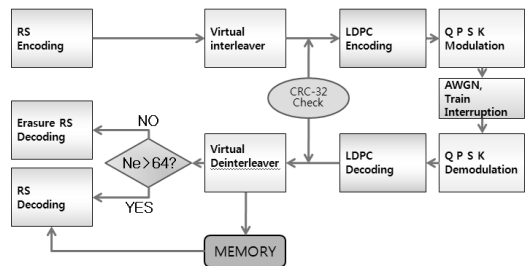 RS
Encoding
Virtual
interleaver
LDPC
Encoding
Q P S K
Modulation
CRC-32
Check
AWGN,
Train
Interruption
Erasure RS
Decoding
NO
Ne>64?
YES
Virtual
Deinterleaver
LDPC
Decoding
Q P S K
Demodulation
RS
Decoding
MEMORY